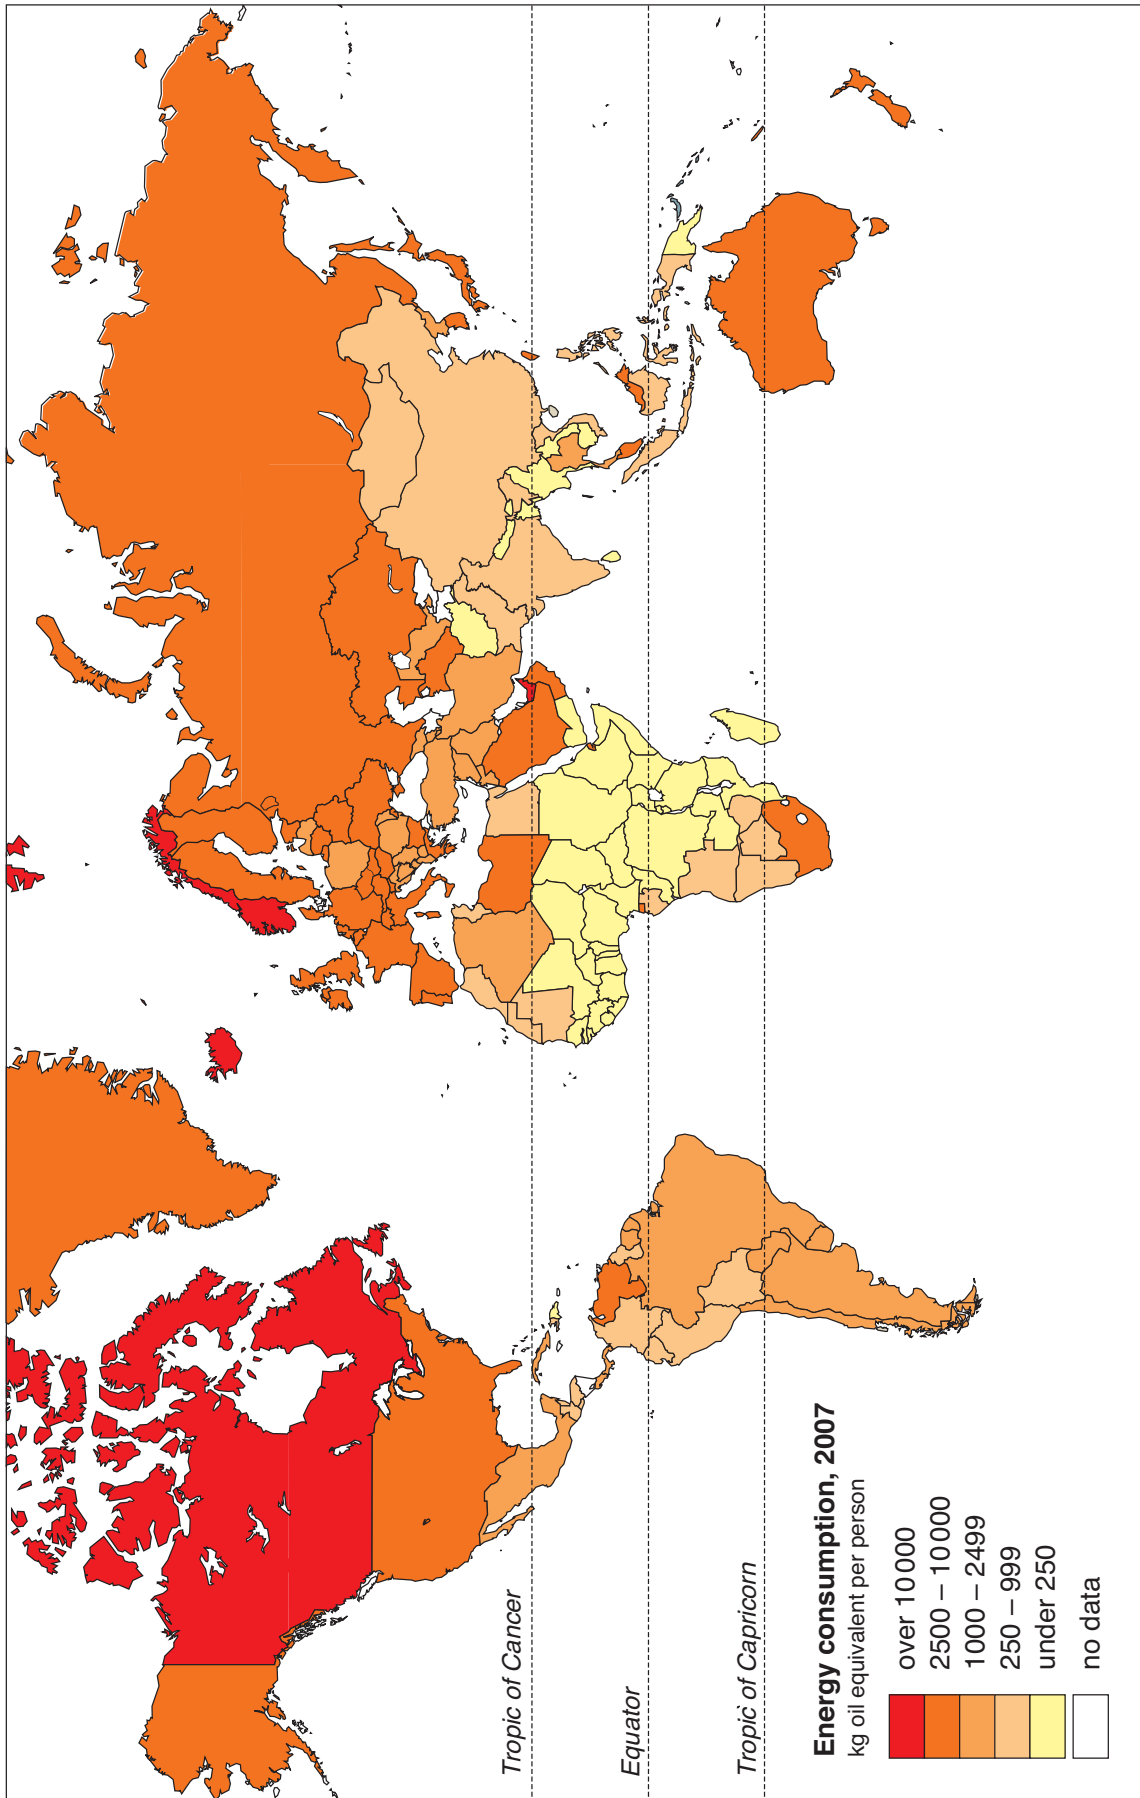 Tropic of Cancer
Equator
Tropic of Capricorn
Energy consumption, 2007
kg oil equivalent per person
over 10 000
2500 – 10 000
1000 – 2499
250 – 999
under 250
no data